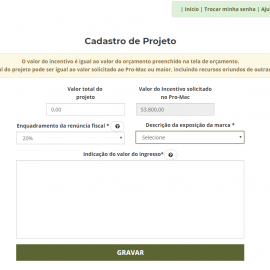 | Início | Trocar minha senha | Aju
Cadastro de Projeto
O valor do incentivo é igual ao valor do orçamento preenchido na tela de orçamento.
al do projeto pode ser igual ao valor solicitado ao Pro-Mac ou maior, incluindo recursos oriundos de outras
Valor total do projeto
Valor do Incentivo solicitado no Pro-Mac
0.00
53,800.00
Enquadramento da renúncia fiscal *
Descrição da exposição da marca *
20%
Selecione
Indicação do valor do ingresso*
GRAVAR